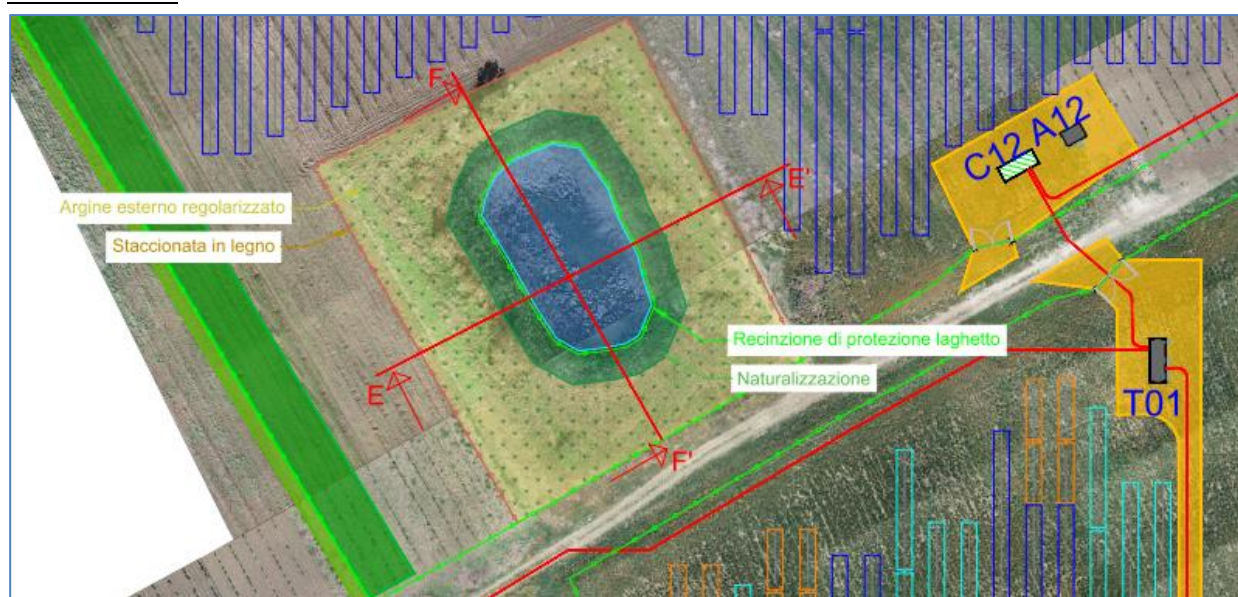 F
C12 A12
E'
Argine esterno regolarizzato
Staccionata in legno
Recinzione di protezione laghetto
Naturalizzazione
E
T01
F'